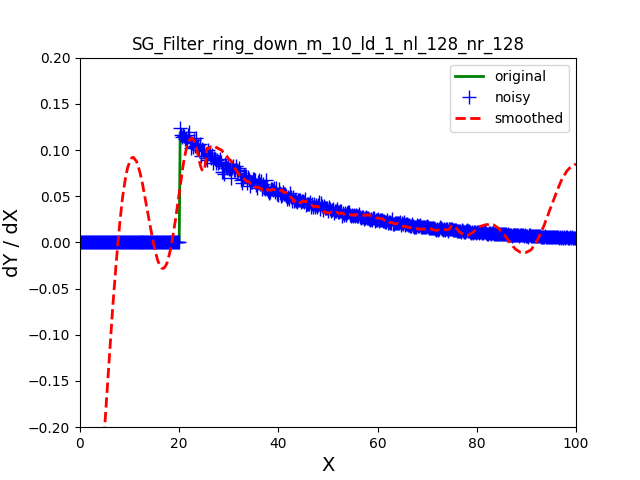 SG_Filter_ring_down_m_10_ld_1_nl_128_nr_128
original
noisy
smoothed
0.20
0.15
0.10
0.05
0.00
−0.05
−0.10
−0.15
−0.20
dY / dX
0 20 40 60 80 100
X